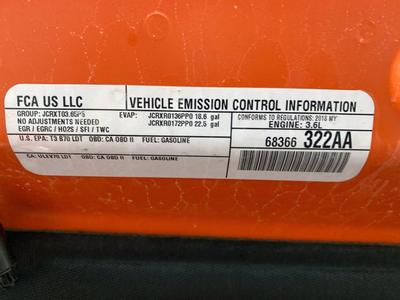 FCA US LLC
VEHICLE EMISSION CONTROL INFORMATION
GROUP: JCRXT03.65P5
EVAP: JCRXR0136PP0 18.6 gal
NO ADJUSTMENTS NEEDED
JCRXR0172PP0 22.5 gal
CONFORMS TO REGULATIONS: 2018 MY
EGR / EGRC / HO2S / SFI / TWC
ENGINE: 3.6L
U.S. EPA: T3 B70 LDT OBD: CA OBD II FUEL: GASOLINE
68366 322AA
CA: ULEV70 LDT OBD: CA OBD II FUEL: GASOLINE